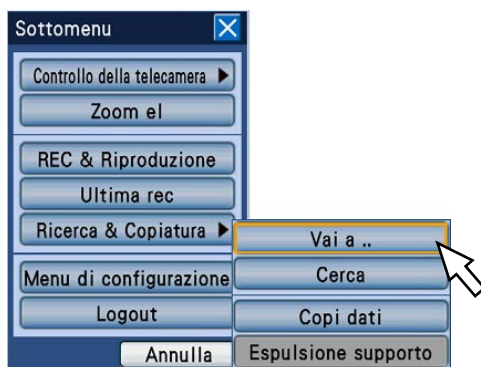 Sottomenu
Controllo della telecamera
Zoom el
REC & Riproduzione
Ultima rec
Ricerca & Copiatura
Vai a ..
Cerca
Menu di configurazione
Logout
Copi dati
Annulla
Espulsione supporto